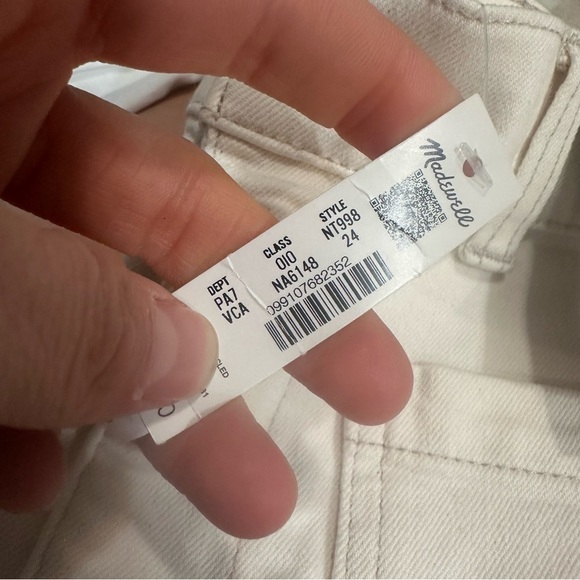 Madewell
DEPT CLASS STYLE
PA7 010 NT998
VCA NA6148 24
099107682352